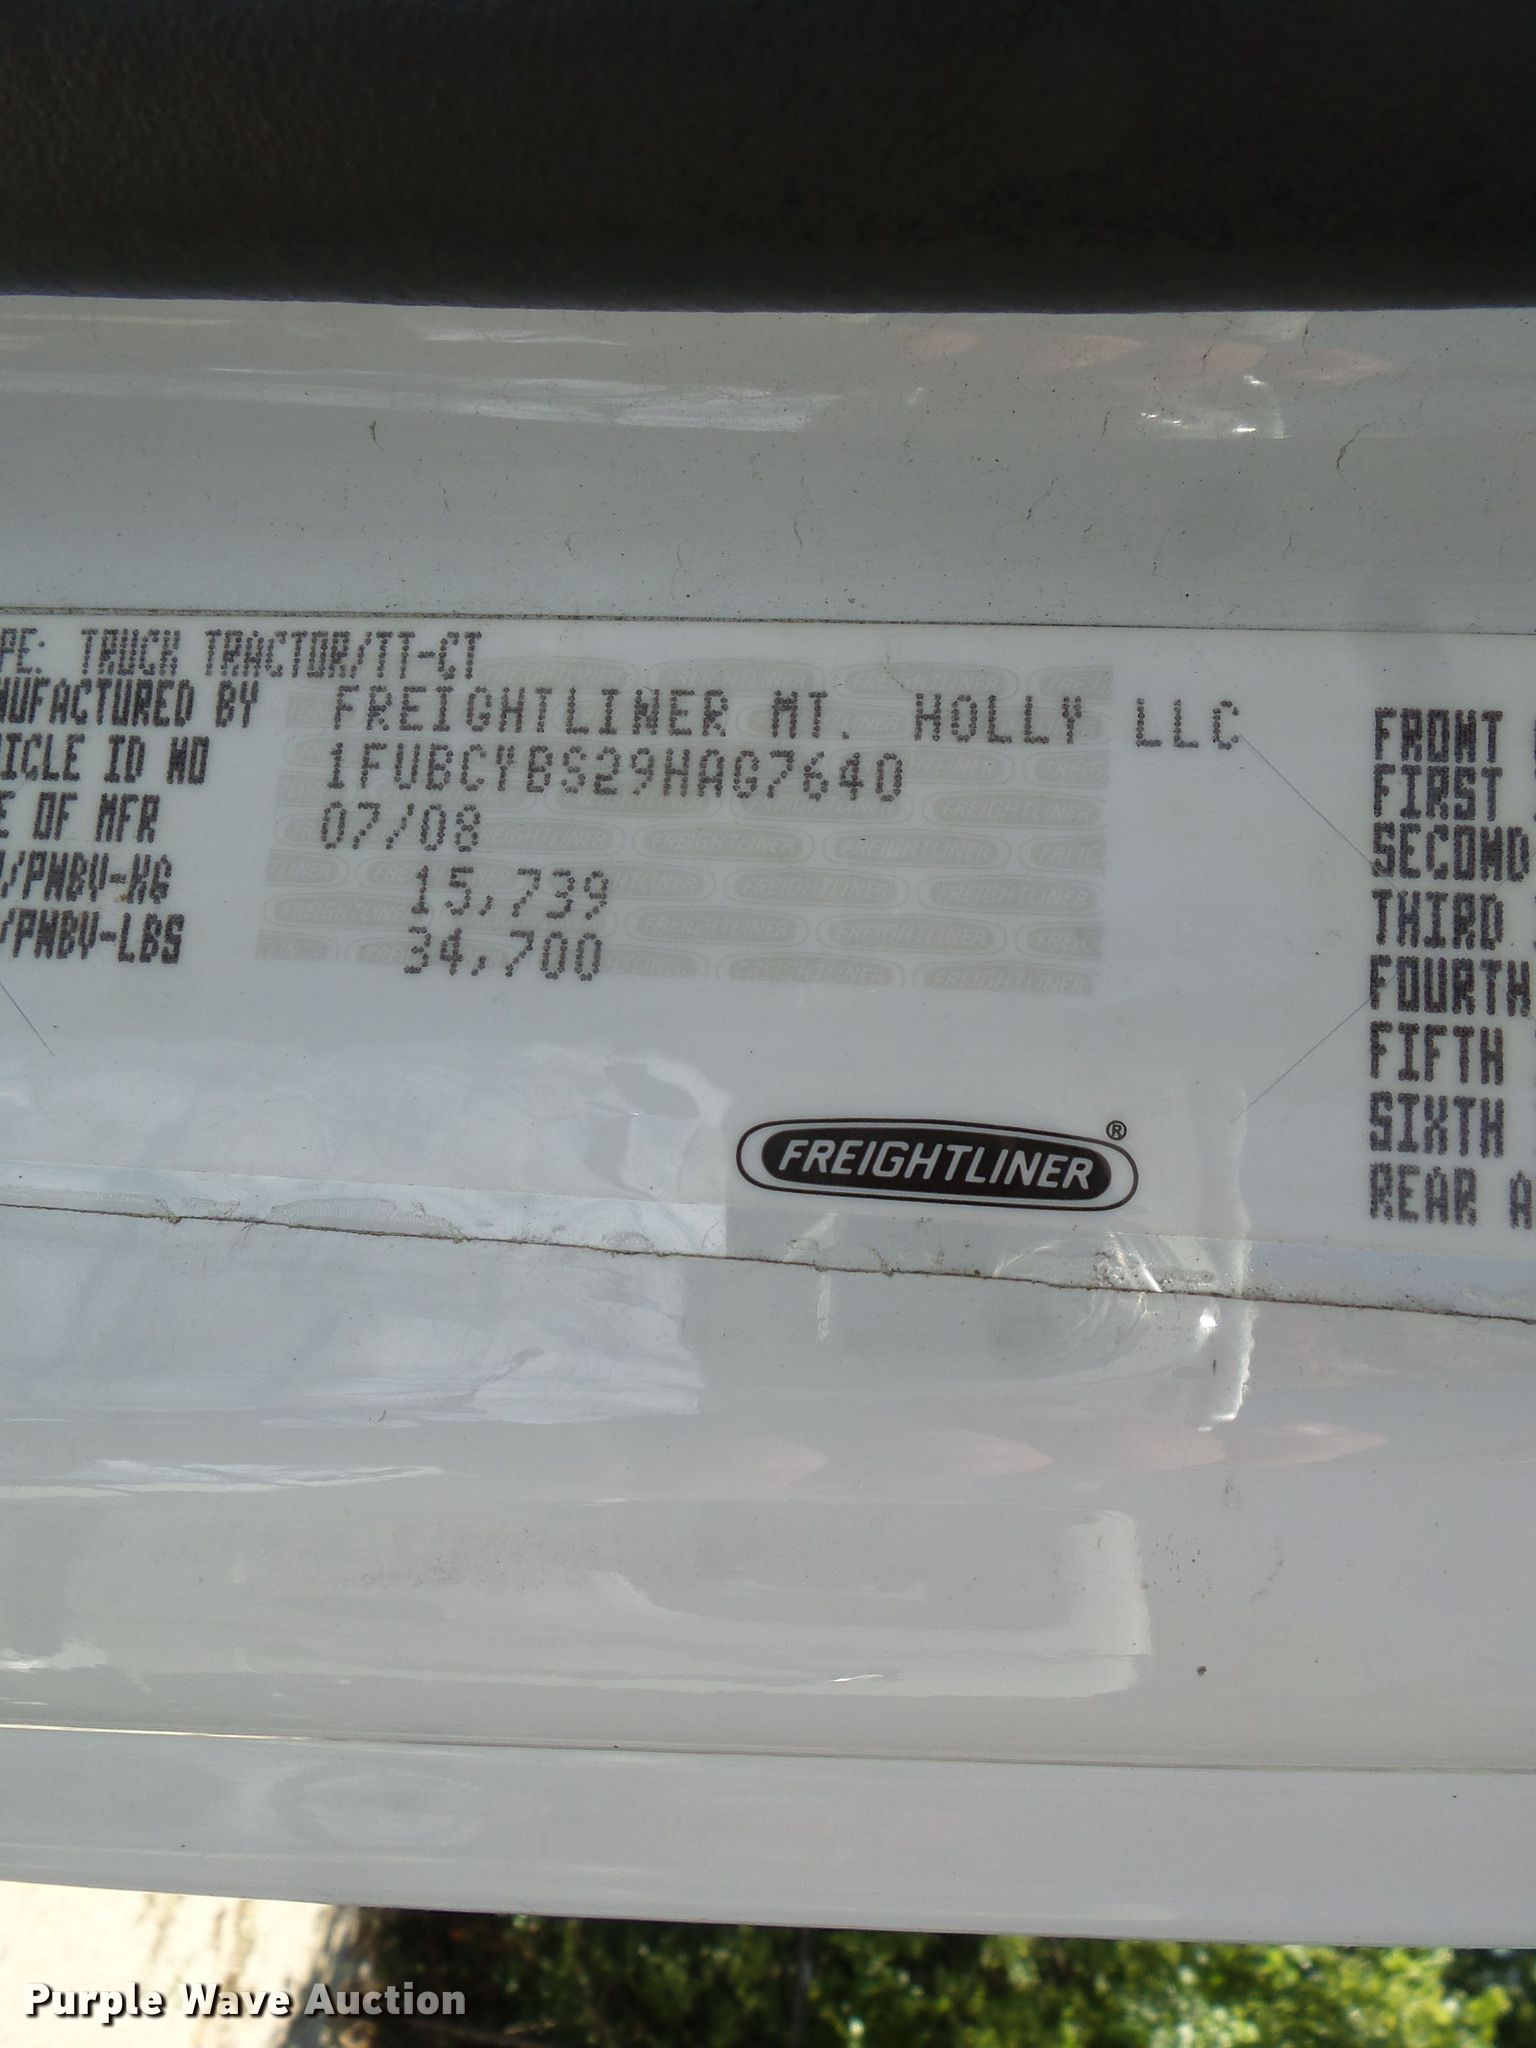 PE: TRUCK TRACTOR/TT-CT
NUFACTURED BY FREIGHTLINER MT. HOLLY LLC
ICLE ID NO 1FUBCYBS29HAG7640
E OF MFR 07/08
/PNBV-KG 15,739
/PNBV-LBS 34,700
FRONT
FIRST
SECOND
THIRD
FOURTH
FIFTH
SIXTH
REAR A
FREIGHTLINER ®
Purple Wave Auction